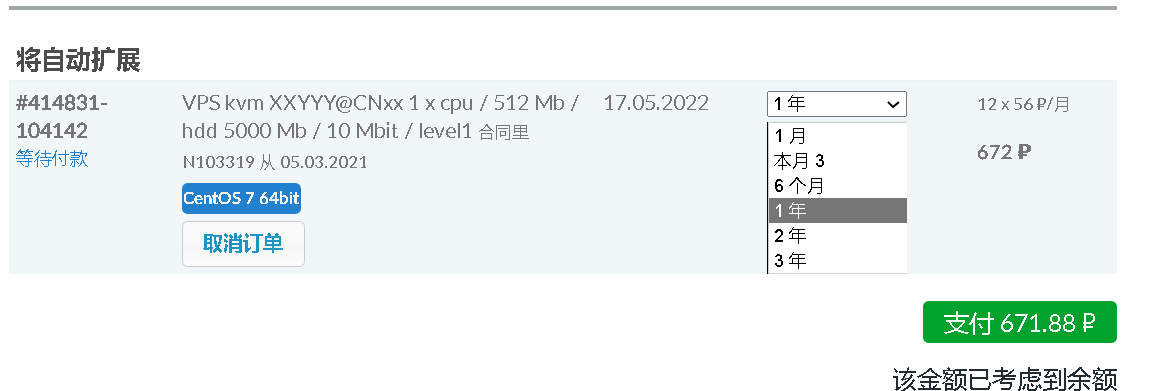 将自动扩展
#414831-
104142
等待付款
VPS kvm XXYYY@CNxx 1 x cpu / 512 Mb /
hdd 5000 Mb / 10 Mbit / level1 合同里
N103319 从 05.03.2021
CentOS 7 64bit
取消订单
17.05.2022
1 年
1 月
本月 3
6 个月
1 年
2 年
3 年
12 x 56 ₽/月
672 ₽
支付 671.88 ₽
该金额已考虑到余额